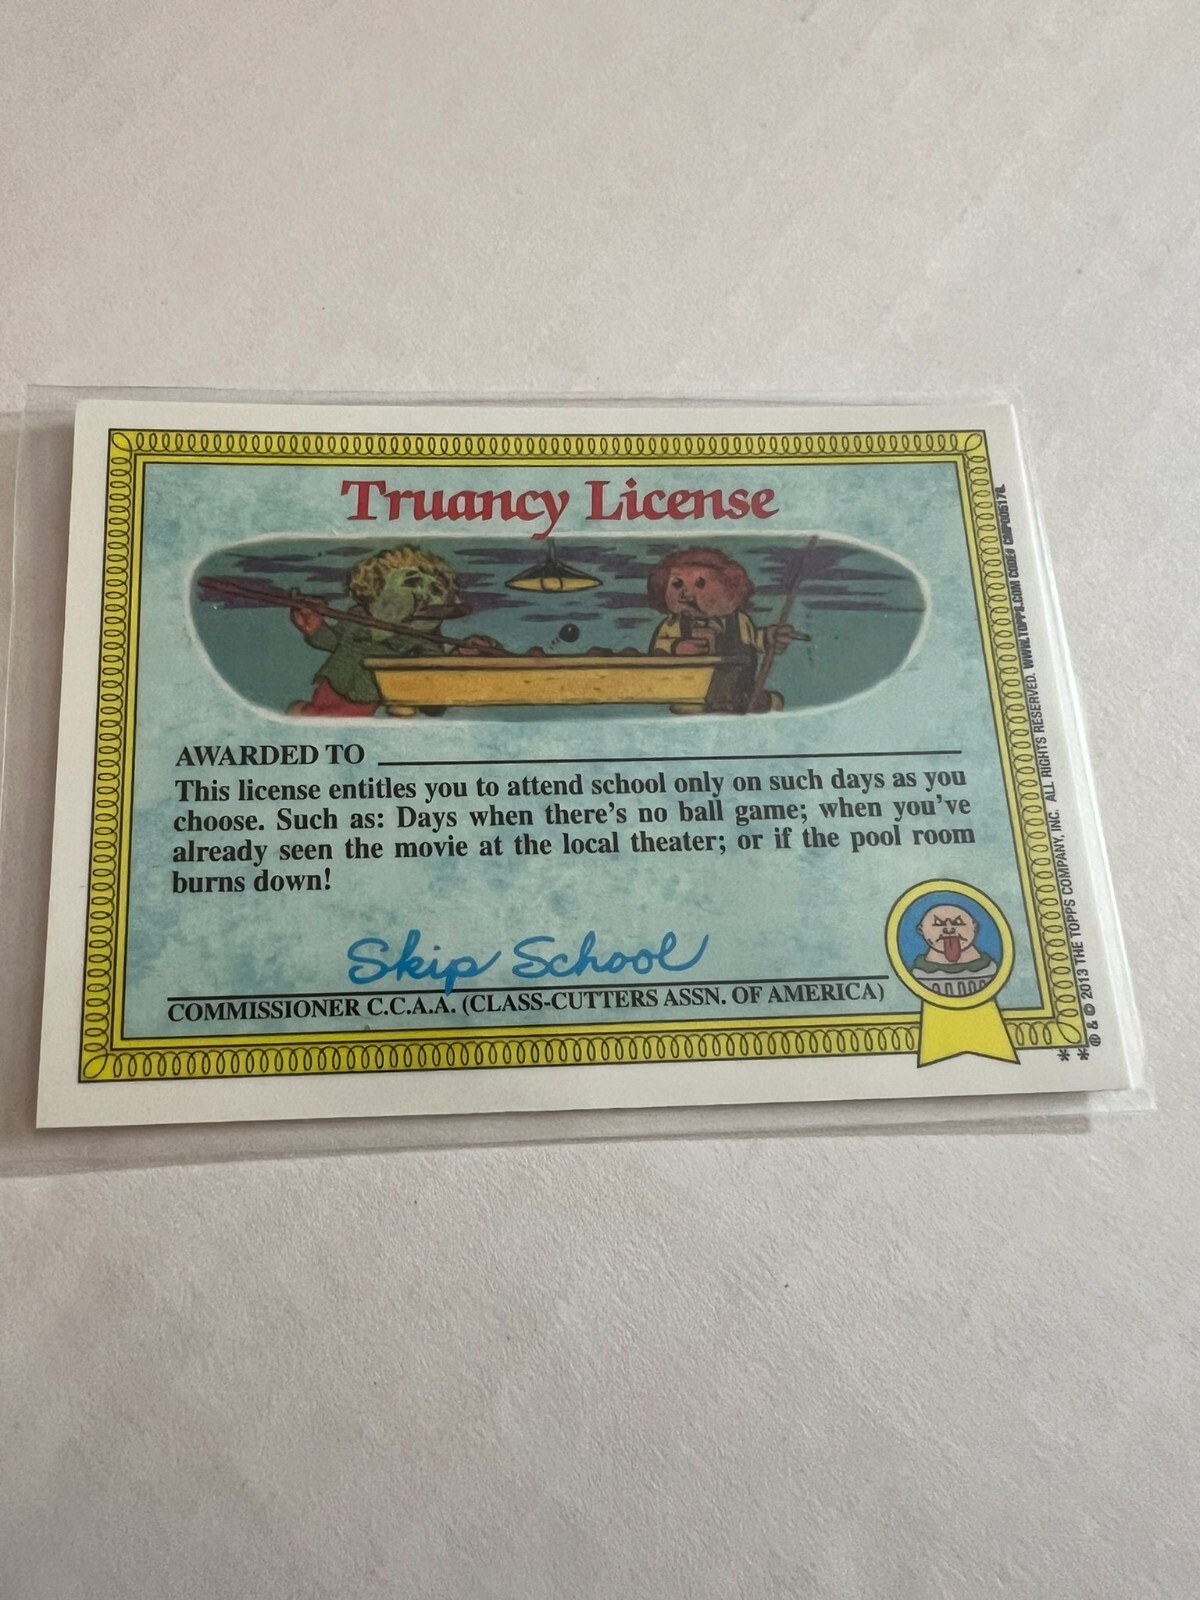 Truancy License
AWARDED TO
This license entitles you to attend school only on such days as you
choose. Such as: Days when there's no ball game; when you've
already seen the movie at the local theater; or if the pool room
burns down!
Skip School
COMMISSIONER C.C.A.A. (CLASS-CUTTERS ASSN. OF AMERICA)
** ® & © 2013 THE TOPPS COMPANY, INC. ALL RIGHTS RESERVED. WWW.TOPPS.COM CODE#